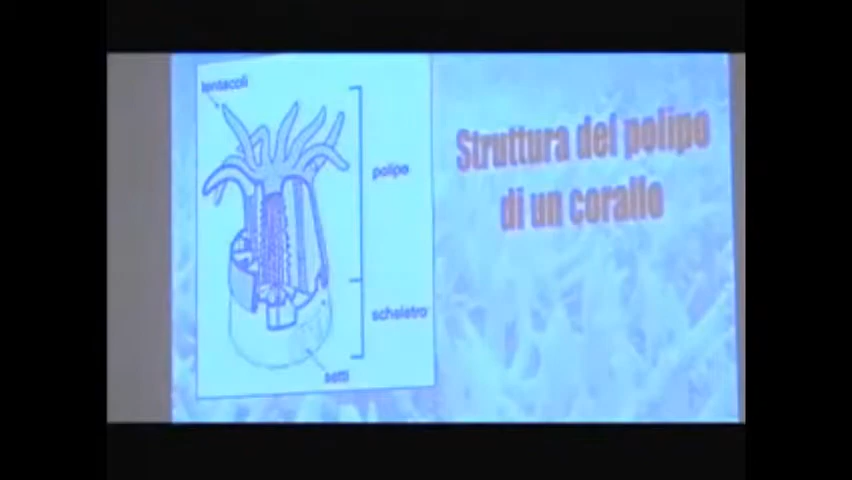 tentacoli
Struttura del polipo
di un corallo
polipo
scheletro
setti